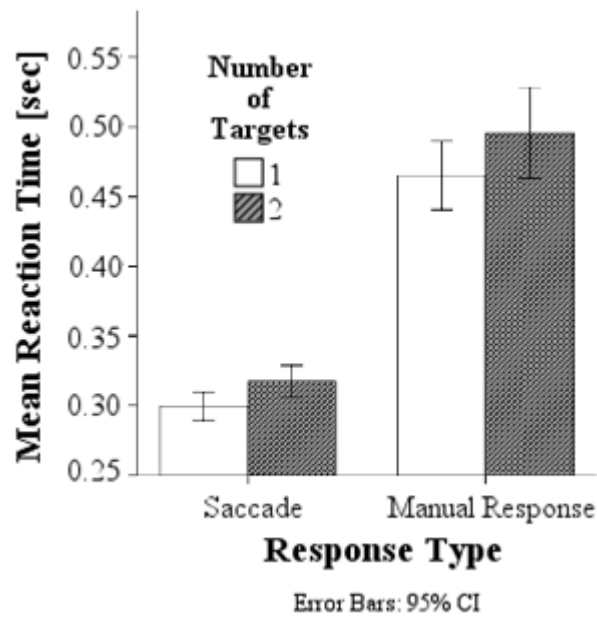 Mean Reaction Time [sec]
0.55
0.50
0.45
0.40
0.35
0.30
0.25
Number
of
Targets
1
2
Saccade
Manual Response
Response Type
Error Bars: 95% CI